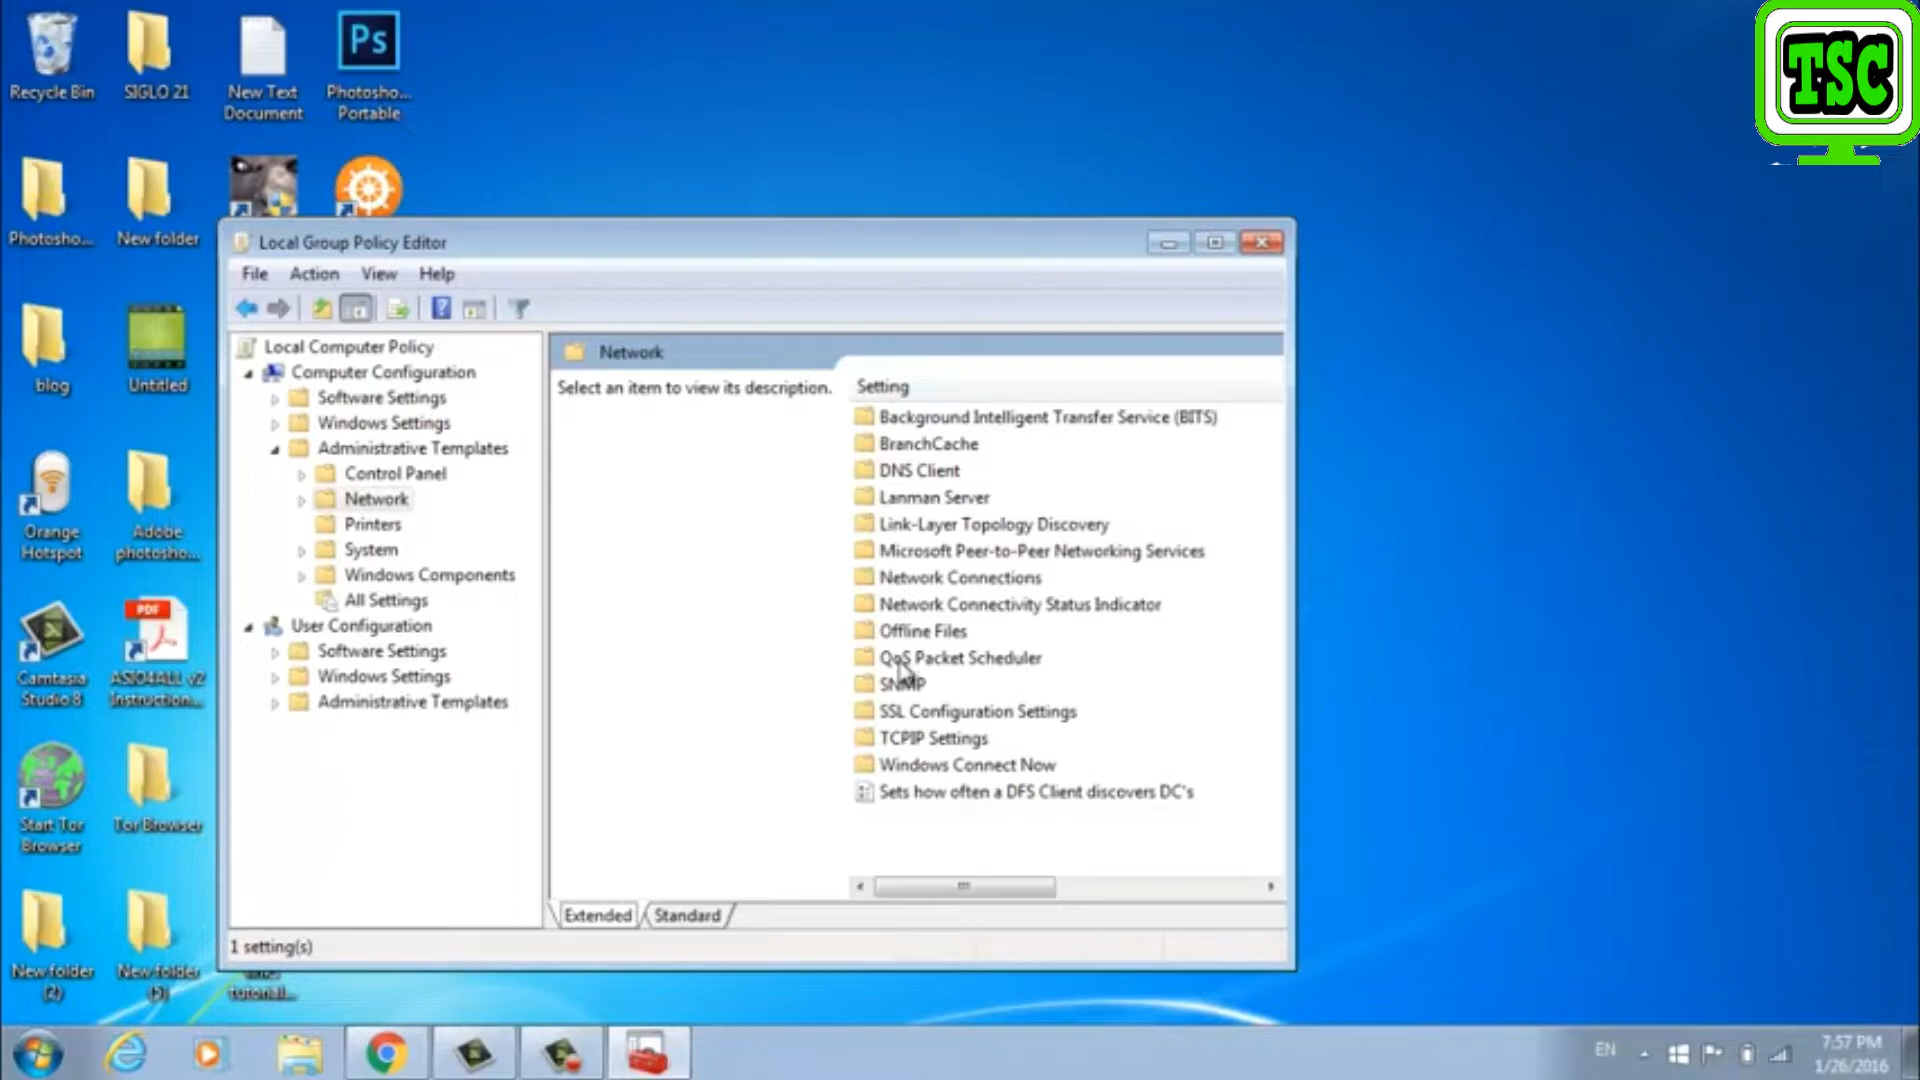 Recycle Bin
SIGLO 21
New Text
Document
Ps
Photosho...
Portable
TSC
Photosho...
New folder
blog
Untitled
Orange
Hotspot
Adobe
photosho...
Camtasia
Studio 8
PDF
ASIO4ALL v2
Instruction...
Start Tor
Browser
Tor Browser
New folder
(2)
New folder
(5)
tutorial...
Local Group Policy Editor
File Action View Help
Local Computer Policy
Computer Configuration
Software Settings
Windows Settings
Administrative Templates
Control Panel
Network
Printers
System
Windows Components
All Settings
User Configuration
Software Settings
Windows Settings
Administrative Templates
Network
Select an item to view its description.
Setting
Background Intelligent Transfer Service (BITS)
BranchCache
DNS Client
Lanman Server
Link-Layer Topology Discovery
Microsoft Peer-to-Peer Networking Services
Network Connections
Network Connectivity Status Indicator
Offline Files
QoS Packet Scheduler
SNMP
SSL Configuration Settings
TCPIP Settings
Windows Connect Now
Sets how often a DFS Client discovers DC's
Extended Standard
1 setting(s)
EN
7:57 PM
1/26/2016